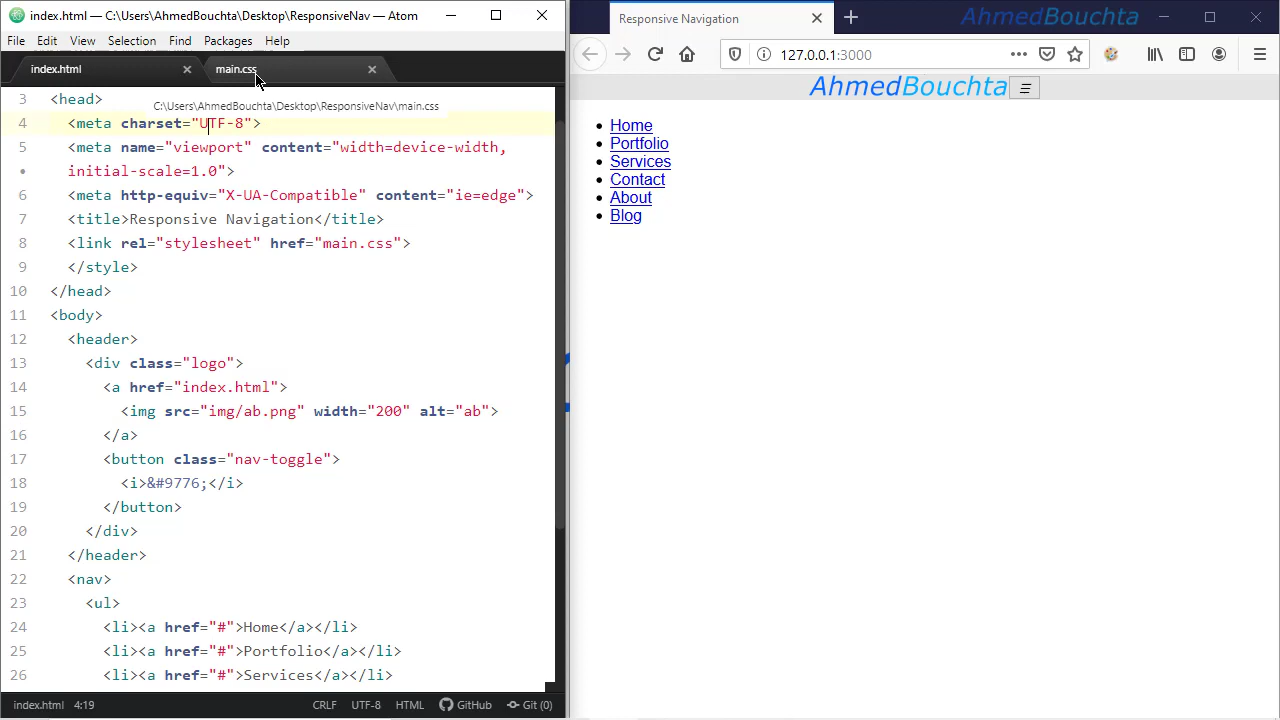 index.html — C:\Users\AhmedBouchta\Desktop\ResponsiveNav — Atom
File Edit View Selection Find Packages Help
index.html
main.css
C:\Users\AhmedBouchta\Desktop\ResponsiveNav\main.css
3 <head>
4 <meta charset="UTF-8">
5 <meta name="viewport" content="width=device-width,
• initial-scale=1.0">
6 <meta http-equiv="X-UA-Compatible" content="ie=edge">
7 <title>Responsive Navigation</title>
8 <link rel="stylesheet" href="main.css">
9 </style>
10 </head>
11 <body>
12 <header>
13 <div class="logo">
14 <a href="index.html">
15 <img src="img/ab.png" width="200" alt="ab">
16 </a>
17 <button class="nav-toggle">
18 <i>&#9776;</i>
19 </button>
20 </div>
21 </header>
22 <nav>
23 <ul>
24 <li><a href="#">Home</a></li>
25 <li><a href="#">Portfolio</a></li>
26 <li><a href="#">Services</a></li>
index.html 4:19 CRLF UTF-8 HTML GitHub Git (0)
Responsive Navigation
AhmedBouchta
127.0.0.1:3000
AhmedBouchta ☰
• Home
• Portfolio
• Services
• Contact
• About
• Blog